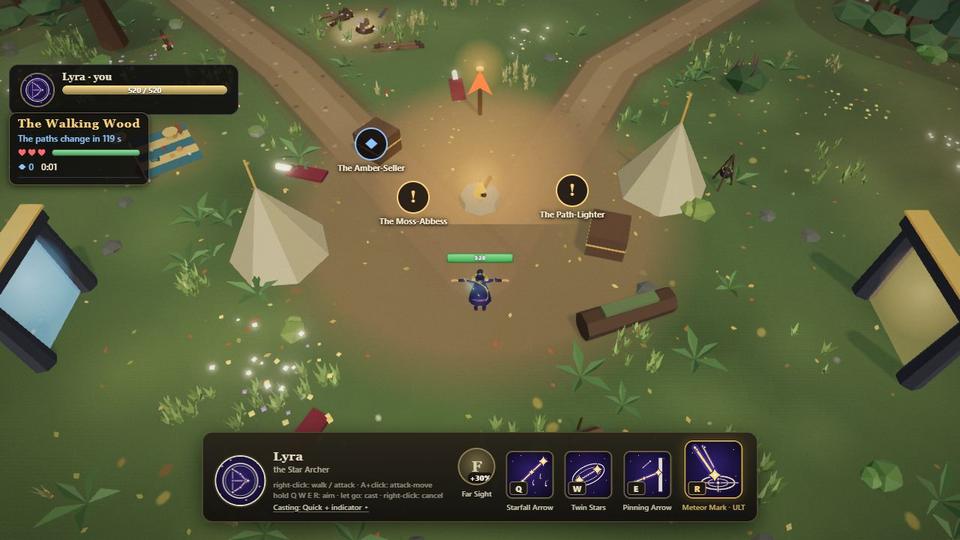 Lyra - you
520 / 520
The Walking Wood
The paths change in 119 s
0 0:01
The Amber-Seller
!
The Moss-Abbess
!
The Path-Lighter
520
Lyra
the Star Archer
right-click: walk / attack · A+click: attack-move
hold Q W E R: aim · let go: cast · right-click: cancel
Casting: Quick + indicator
F
+30%
Far Sight
Q
Starfall Arrow
W
Twin Stars
E
Pinning Arrow
R
Meteor Mark · ULT